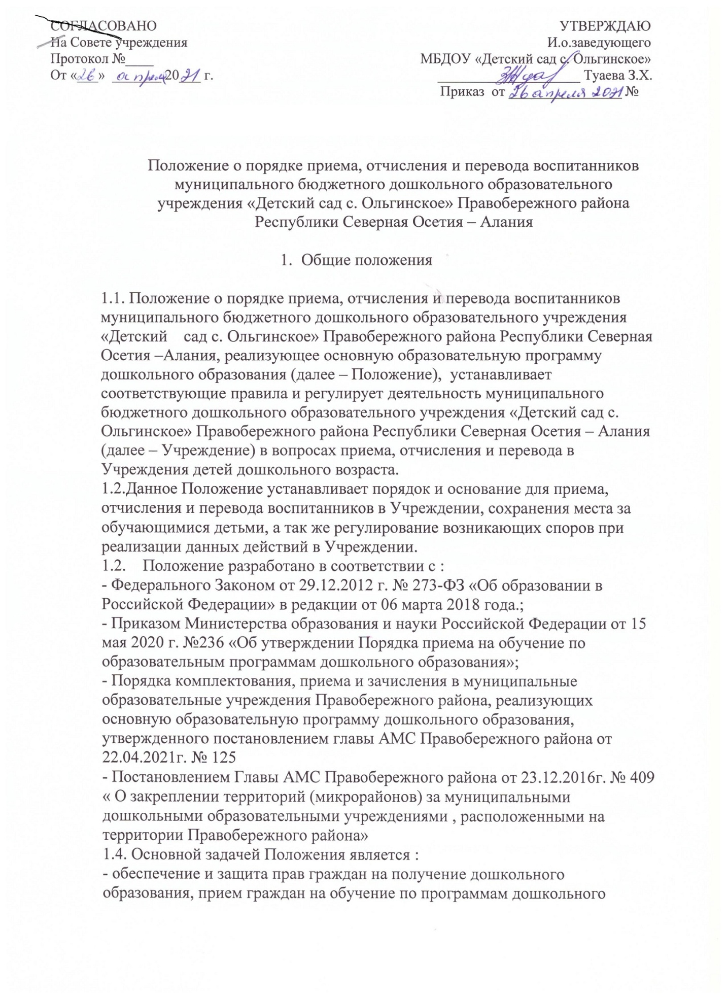 СОГЛАСОВАНО
На Совете учреждения
Протокол №____
От «26» апреля 2021 г.
УТВЕРЖДАЮ
И.о.заведующего
МБДОУ «Детский сад с. Ольгинское»
Туаева З.Х.
Приказ от 26 апреля 2021 №
Положение о порядке приема, отчисления и перевода воспитанников
муниципального бюджетного дошкольного образовательного
учреждения «Детский сад с. Ольгинское» Правобережного района
Республики Северная Осетия – Алания
1. Общие положения
1.1. Положение о порядке приема, отчисления и перевода воспитанников
муниципального бюджетного дошкольного образовательного учреждения
«Детский сад с. Ольгинское» Правобережного района Республики Северная
Осетия –Алания, реализующее основную образовательную программу
дошкольного образования (далее – Положение), устанавливает
соответствующие правила и регулирует деятельность муниципального
бюджетного дошкольного образовательного учреждения «Детский сад с.
Ольгинское» Правобережного района Республики Северная Осетия – Алания
(далее – Учреждение) в вопросах приема, отчисления и перевода в
Учреждения детей дошкольного возраста.
1.2.Данное Положение устанавливает порядок и основание для приема,
отчисления и перевода воспитанников в Учреждении, сохранения места за
обучающимися детьми, а так же регулирование возникающих споров при
реализации данных действий в Учреждении.
1.2. Положение разработано в соответствии с :
- Федерального Законом от 29.12.2012 г. № 273-ФЗ «Об образовании в
Российской Федерации» в редакции от 06 марта 2018 года.;
- Приказом Министерства образования и науки Российской Федерации от 15
мая 2020 г. №236 «Об утверждении Порядка приема на обучение по
образовательным программам дошкольного образования»;
- Порядка комплектования, приема и зачисления в муниципальные
образовательные учреждения Правобережного района, реализующих
основную образовательную программу дошкольного образования,
утвержденного постановлением главы АМС Правобережного района от
22.04.2021г. № 125
- Постановлением Главы АМС Правобережного района от 23.12.2016г. № 409
« О закреплении территорий (микрорайонов) за муниципальными
дошкольными образовательными учреждениями , расположенными на
территории Правобережного района»
1.4. Основной задачей Положения является :
- обеспечение и защита прав граждан на получение дошкольного
образования, прием граждан на обучение по программам дошкольного